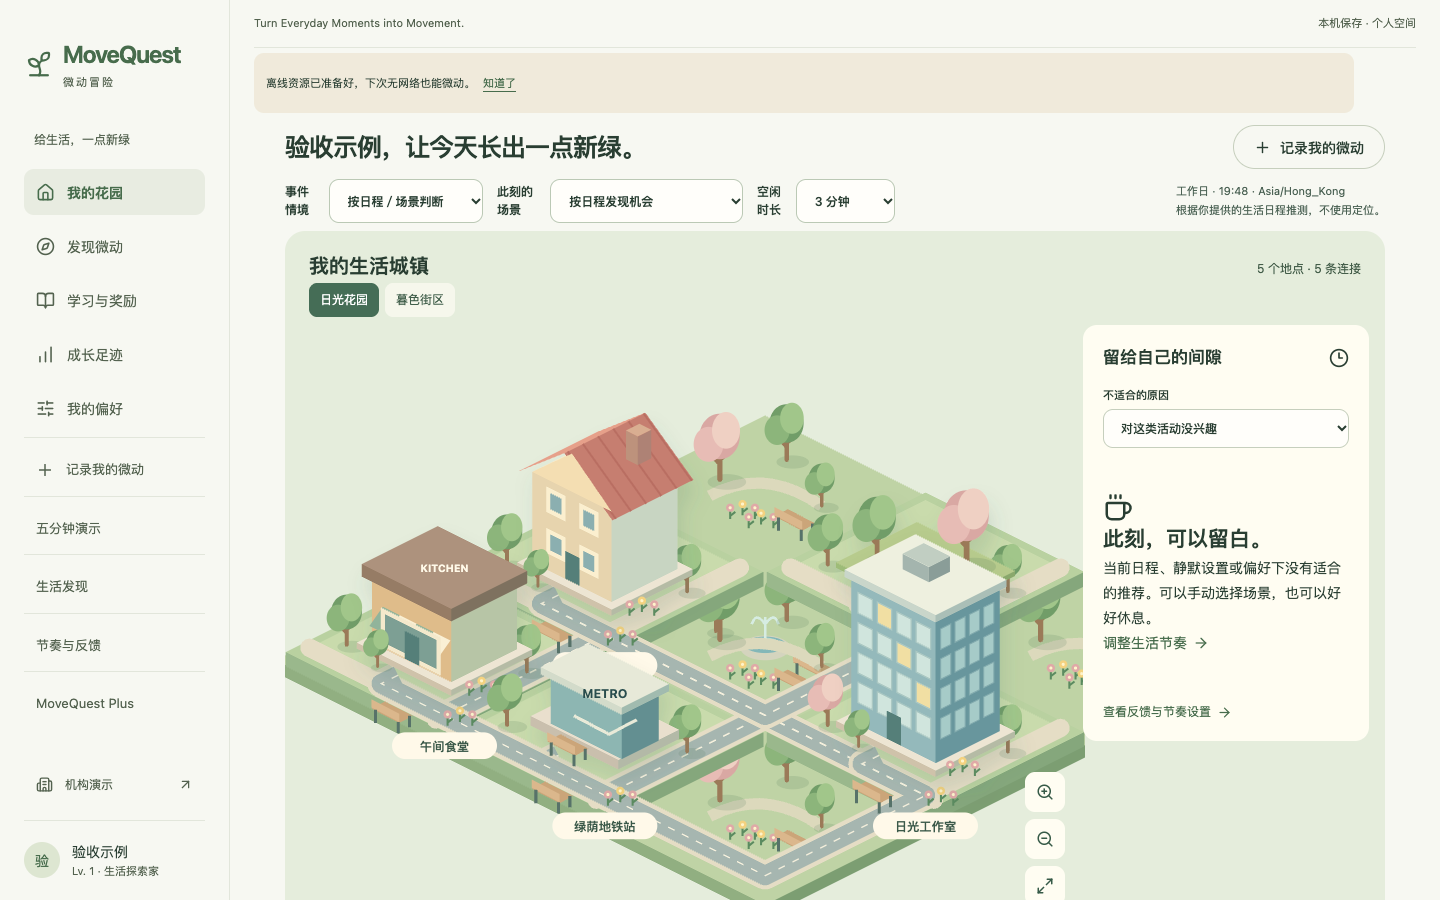 MoveQuest
微动冒险
给生活，一点新绿
我的花园
发现微动
学习与奖励
成长足迹
我的偏好
记录我的微动
五分钟演示
生活发现
节奏与反馈
MoveQuest Plus
机构演示
验
验收示例
Lv. 1 · 生活探索家
Turn Everyday Moments into Movement.
本机保存 · 个人空间
离线资源已准备好，下次无网络也能微动。 知道了
验收示例，让今天长出一点新绿。
记录我的微动
事件
情境
按日程 / 场景判断
此刻的
场景
按日程发现机会
空闲
时长
3 分钟
工作日 · 19:48 · Asia/Hong_Kong
根据你提供的生活日程推测，不使用定位。
我的生活城镇
5 个地点 · 5 条连接
日光花园
暮色街区
KITCHEN
METRO
午间食堂
绿荫地铁站
日光工作室
留给自己的间隙
不适合的原因
对这类活动没兴趣
此刻，可以留白。
当前日程、静默设置或偏好下没有适合
的推荐。可以手动选择场景，也可以好
好休息。
调整生活节奏
查看反馈与节奏设置